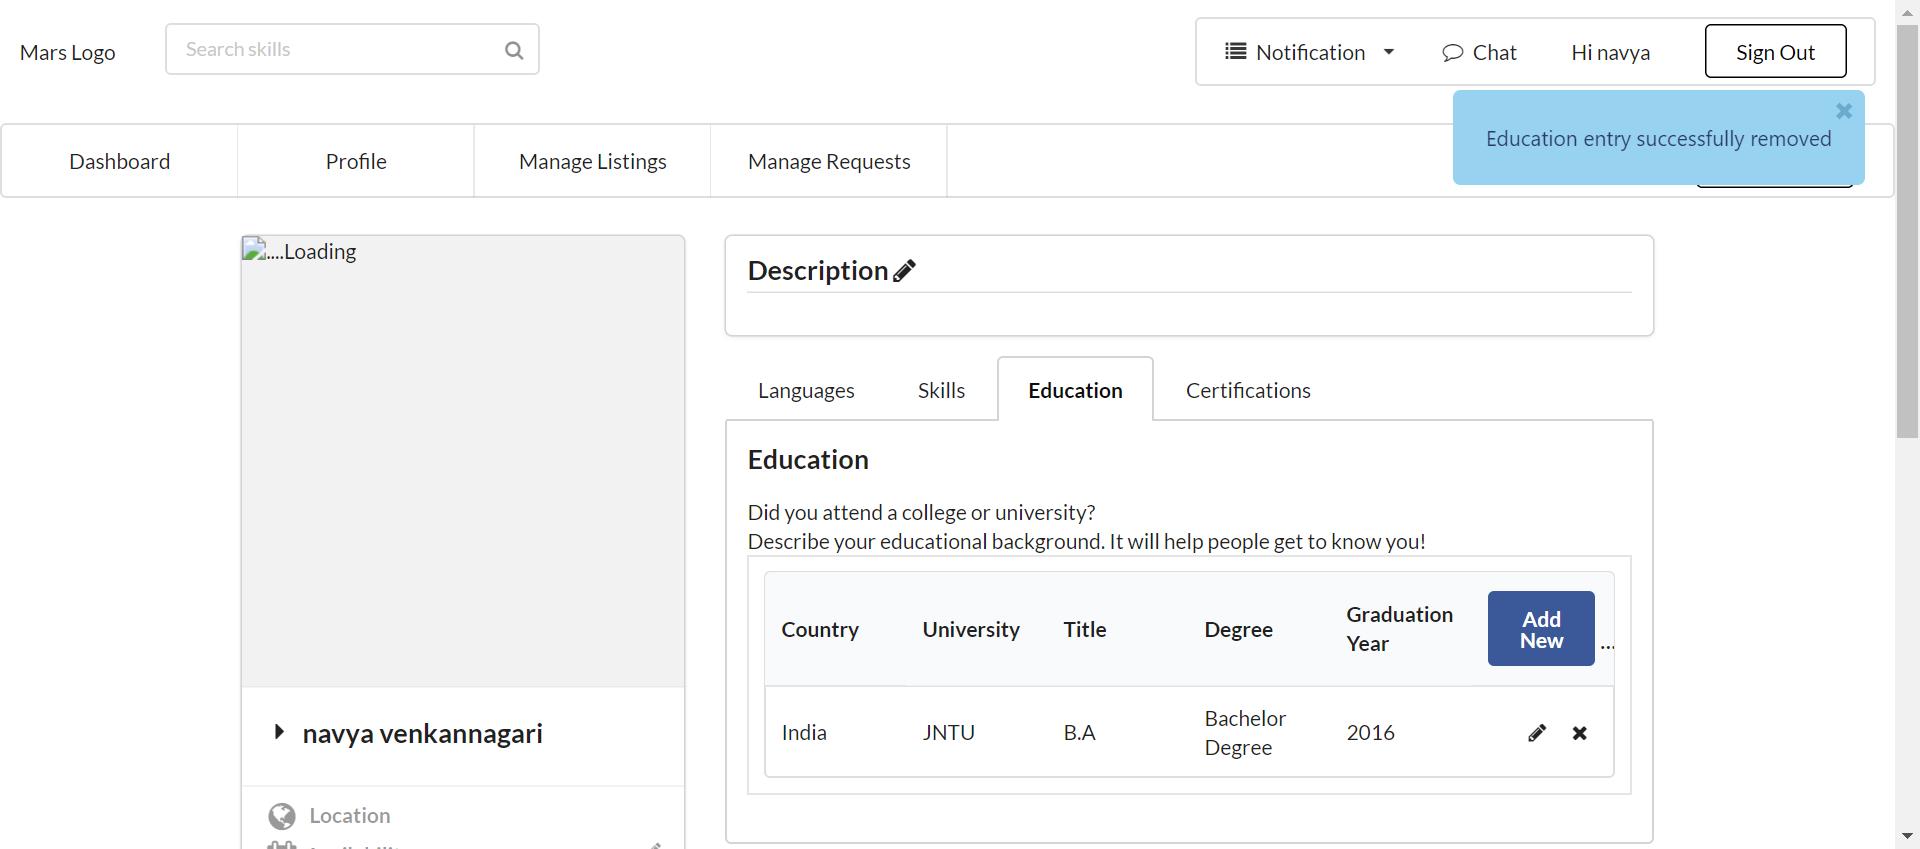 Mars Logo
Search skills
Notification
Chat
Hi navya
Sign Out
Education entry successfully removed
Dashboard
Profile
Manage Listings
Manage Requests
....Loading
Description
Languages
Skills
Education
Certifications
Education
Did you attend a college or university?
Describe your educational background. It will help people get to know you!
Country
University
Title
Degree
Graduation
Year
Add
New
...
India
JNTU
B.A
Bachelor
Degree
2016
navya venkannagari
Location